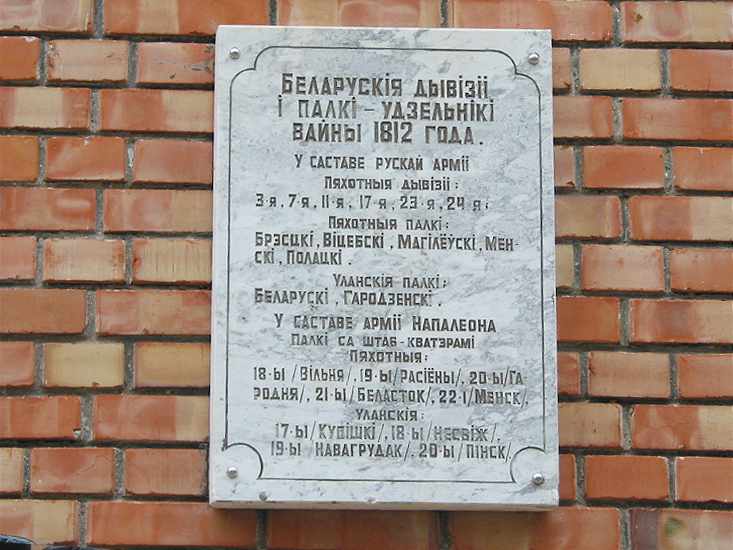 БЕЛАРУСКІЯ ДЫВІЗІІ
І ПАЛКІ – УДЗЕЛЬНІКІ
ВАЙНЫ 1812 ГОДА.
У САСТАВЕ РУСКАЙ АРМІІ
ПЯХОТНЫЯ ДЫВІЗІІ:
3-Я, 7-Я, 11-Я, 17-Я, 23-Я, 24-Я;
ПЯХОТНЫЯ ПАЛКІ:
БРЭСЦКІ, ВІЦЕБСКІ, МАГІЛЁЎСКІ, МЕН-
СКІ, ПОЛАЦКІ.
УЛАНСКІЯ ПАЛКІ:
БЕЛАРУСКІ, ГАРОДЗЕНСКІ.
У САСТАВЕ АРМІІ НАПАЛЕОНА
ПАЛКІ СА ШТАБ-КВАТЭРАМІ
ПЯХОТНЫЯ:
18-Ы /ВІЛЬНЯ/, 19-Ы /РАСІЁНЫ/, 20-Ы /ГА
РОДНЯ/, 21-Ы /БЕЛАСТОК/, 22-І /МЕНСК/,
УЛАНСКІЯ:
17-Ы /КУПІШКІ/, 18-Ы /НЕСВІЖ/,
19-Ы /НАВАГРУДАК/, 20-Ы /ПІНСК/.